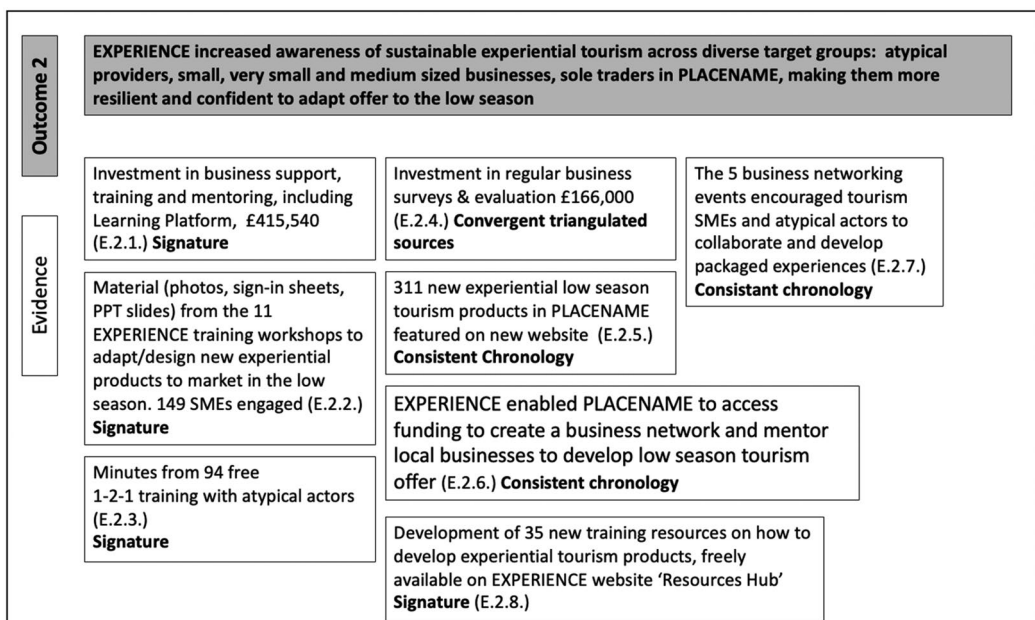 Outcome 2
EXPERIENCE increased awareness of sustainable experiential tourism across diverse target groups: atypical
providers, small, very small and medium sized businesses, sole traders in PLACENAME, making them more
resilient and confident to adapt offer to the low season
Evidence
Investment in business support,
training and mentoring, including
Learning Platform, £415,540
(E.2.1.) Signature
Material (photos, sign-in sheets,
PPT slides) from the 11
EXPERIENCE training workshops to
adapt/design new experiential
products to market in the low
season. 149 SMEs engaged (E.2.2.)
Signature
Minutes from 94 free
1-2-1 training with atypical actors
(E.2.3.)
Signature
Investment in regular business
surveys & evaluation £166,000
(E.2.4.) Convergent triangulated
sources
311 new experiential low season
tourism products in PLACENAME
featured on new website (E.2.5.)
Consistent Chronology
EXPERIENCE enabled PLACENAME to access
funding to create a business network and mentor
local businesses to develop low season tourism
offer (E.2.6.) Consistent chronology
The 5 business networking
events encouraged tourism
SMEs and atypical actors to
collaborate and develop
packaged experiences (E.2.7.)
Consistant chronology
Development of 35 new training resources on how to
develop experiential tourism products, freely
available on EXPERIENCE website ‘Resources Hub’
Signature (E.2.8.)